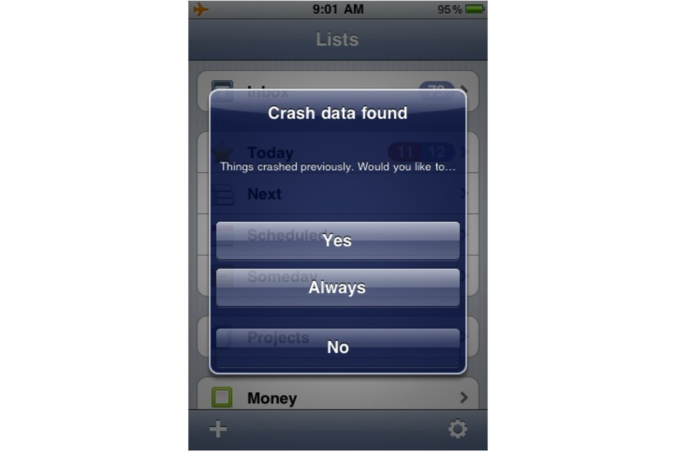 9:01 AM
95%
Lists
Inbox
Crash data found
Today
11 12
Things crashed previously. Would you like to...
Next
Scheduled
Yes
Someday
Always
Projects
No
Money